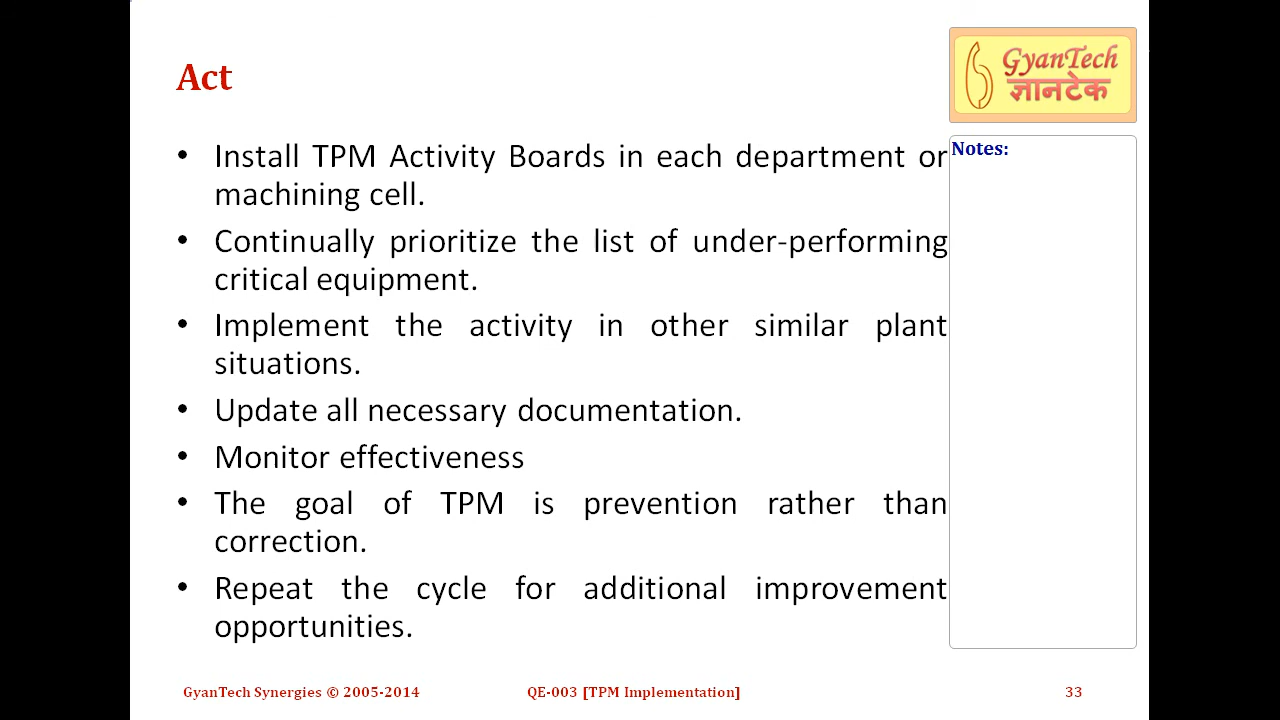 Act
GyanTech
ज्ञानटेक
Notes:
• Install TPM Activity Boards in each department or
machining cell.
• Continually prioritize the list of under-performing
critical equipment.
• Implement the activity in other similar plant
situations.
• Update all necessary documentation.
• Monitor effectiveness
• The goal of TPM is prevention rather than
correction.
• Repeat the cycle for additional improvement
opportunities.
GyanTech Synergies © 2005-2014
QE-003 [TPM Implementation]
33